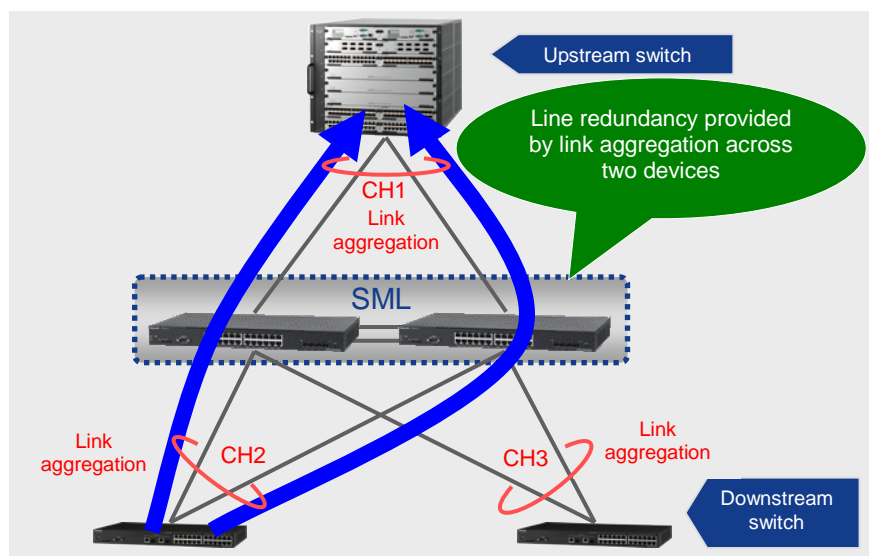 Upstream switch
Line redundancy provided
by link aggregation across
two devices
CH1
Link
aggregation
SML
Link
aggregation
CH2
CH3
Link
aggregation
Downstream
switch